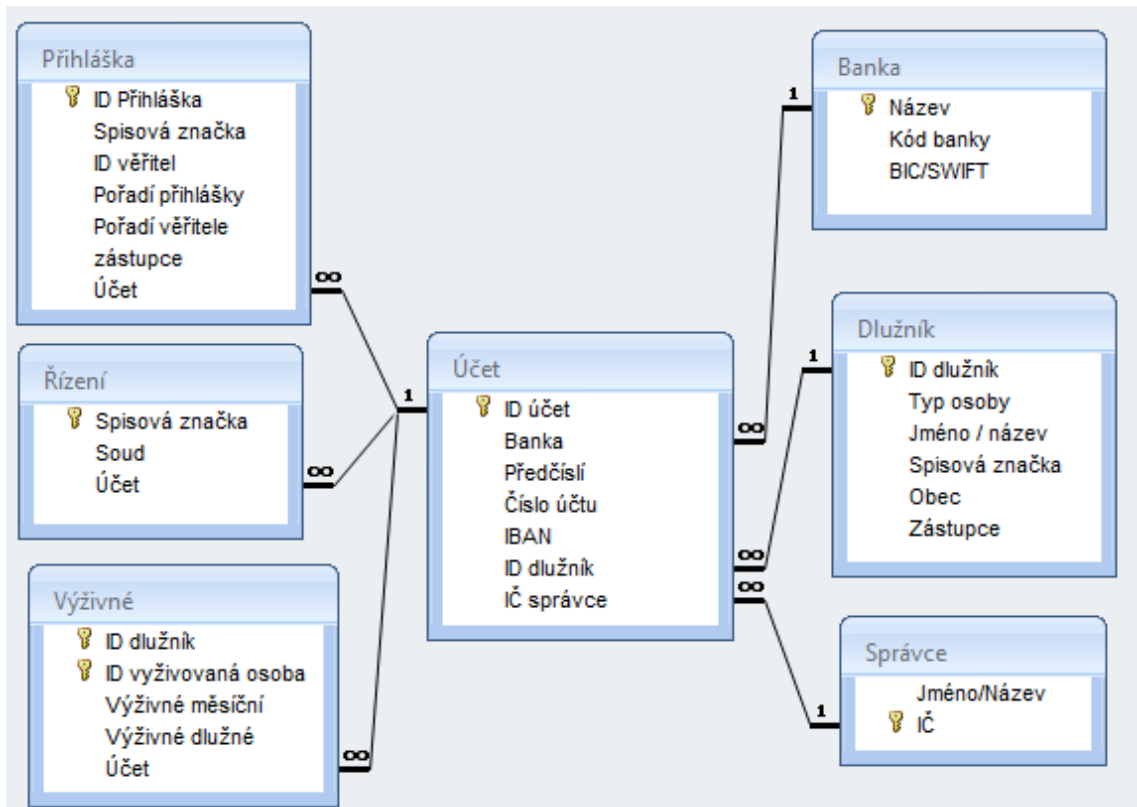 Přihláška
ID Přihláška
Spisová značka
ID věřitel
Pořadí přihlášky
Pořadí věřitele
zástupce
Účet
∞
Řízení
Spisová značka
Soud
Účet
∞
Výživné
ID dlužník
ID vyživovaná osoba
Výživné měsíční
Výživné dlužné
Účet
∞
1
Účet
ID účet
Banka
Předčíslí
Číslo účtu
IBAN
ID dlužník
IČ správce
∞
∞
∞
1
Banka
Název
Kód banky
BIC/SWIFT
1
Dlužník
ID dlužník
Typ osoby
Jméno / název
Spisová značka
Obec
Zástupce
1
Správce
Jméno/Název
IČ